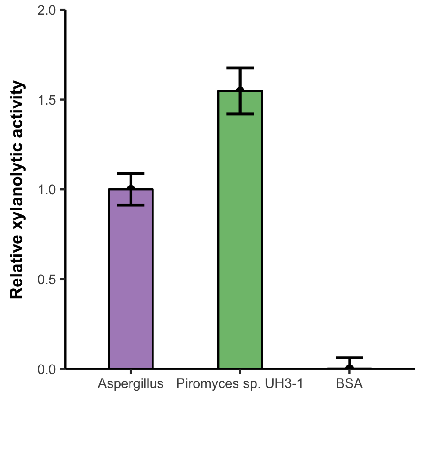 Relative xylanolytic activity
2.0
1.5
1.0
0.5
0.0
Aspergillus Piromyces sp. UH3-1 BSA